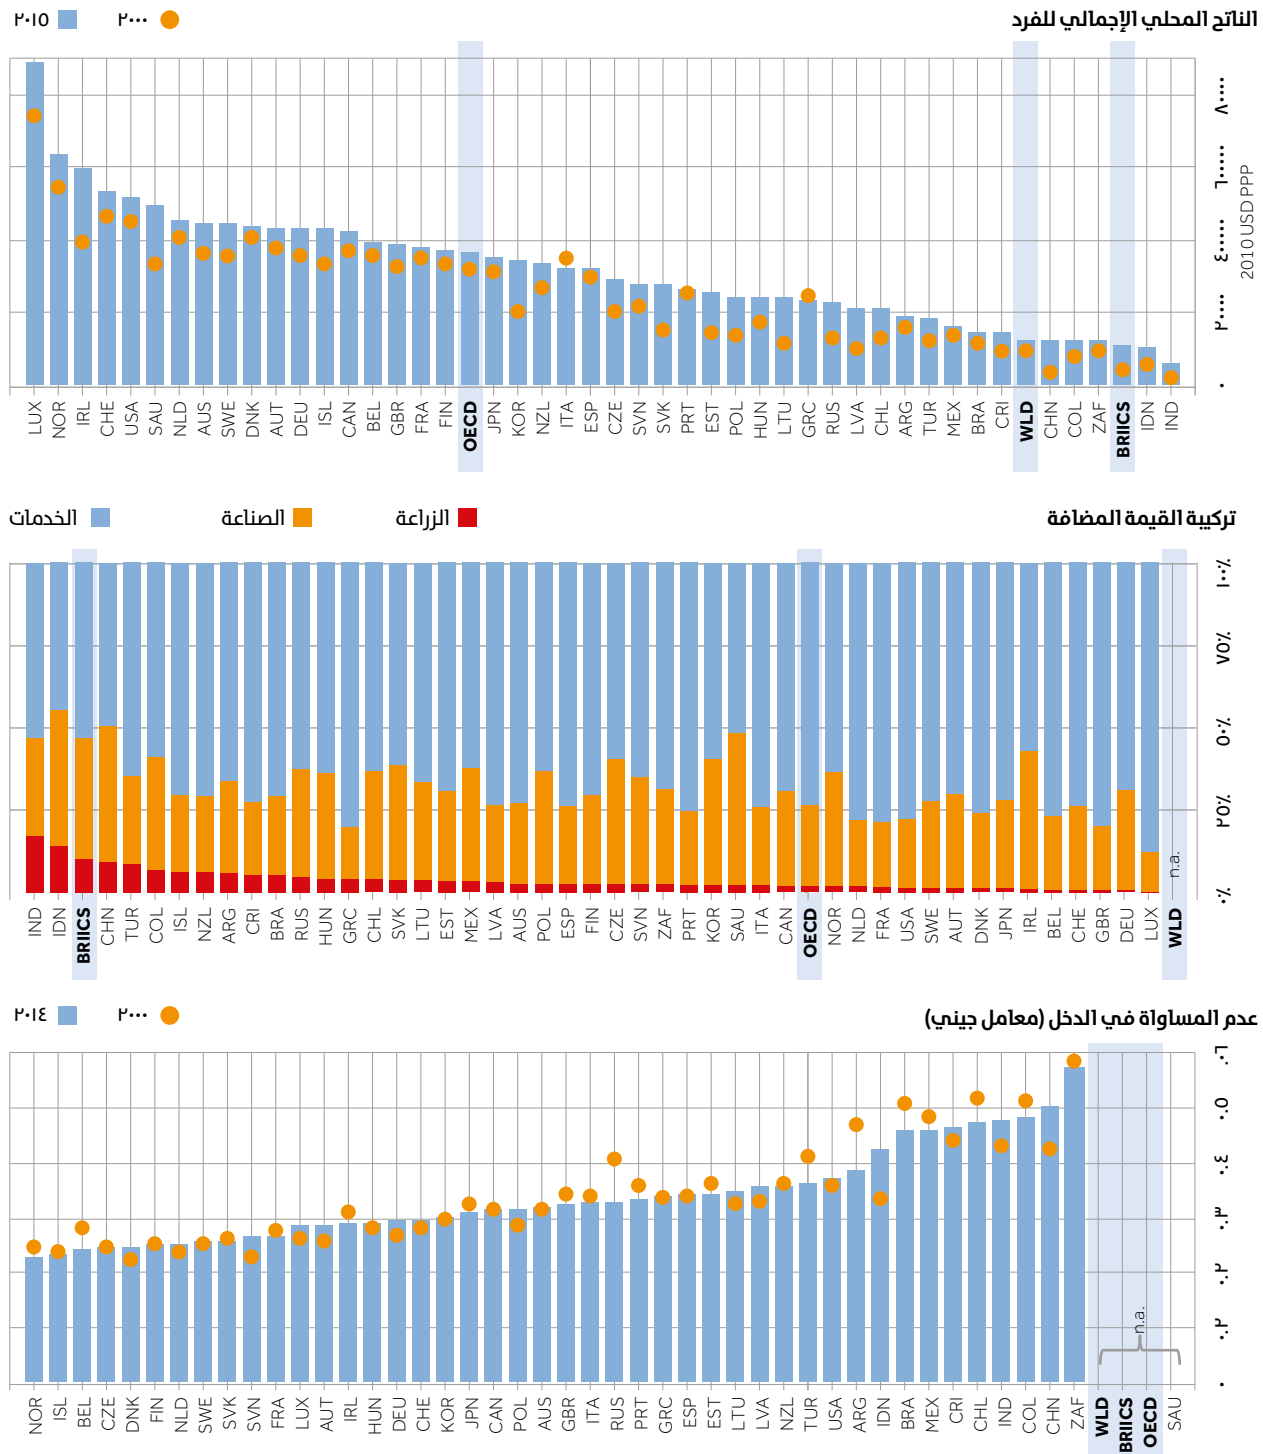 الناتج المحلي الإجمالي للفرد
٢٠٠٠ ٢٠١٥
٨٠٠٠٠
٦٠٠٠٠
٤٠٠٠٠
٢٠٠٠٠
٠
2010 USD PPP
LUX NOR IRL CHE USA SAU NLD AUS SWE DNK AUT DEU ISL CAN BEL GBR FRA FIN OECD JPN KOR NZL ITA ESP CZE SVN SVK PRT EST POL HUN LTU GRC RUS LVA CHL ARG TUR MEX BRA CRI WLD CHN COL ZAF BRIICS IDN IND
تركيبة القيمة المضافة
الزراعة الصناعة الخدمات
١٠٠٪
٧٥٪
٥٠٪
٢٥٪
٠٪
n.a.
IND IDN BRIICS CHN TUR COL ISL NZL ARG CRI BRA RUS HUN GRC CHL SVK LTU EST MEX LVA AUS POL ESP FIN CZE SVN ZAF PRT KOR SAU ITA CAN OECD NOR NLD FRA USA SWE AUT DNK JPN IRL BEL CHE GBR DEU LUX WLD
عدم المساواة في الدخل (معامل جيني)
٢٠٠٠ ٢٠١٤
٠.٦
٠.٥
٠.٤
٠.٣
٠.٢
٠.٢
٠
n.a.
NOR ISL BEL CZE DNK FIN NLD SWE SVK SVN FRA LUX AUT IRL HUN DEU CHE KOR JPN CAN POL AUS GBR ITA RUS PRT GRC ESP EST LTU LVA NZL TUR USA ARG IDN BRA MEX CRI CHL IND COL CHN ZAF WLD BRIICS OECD SAU